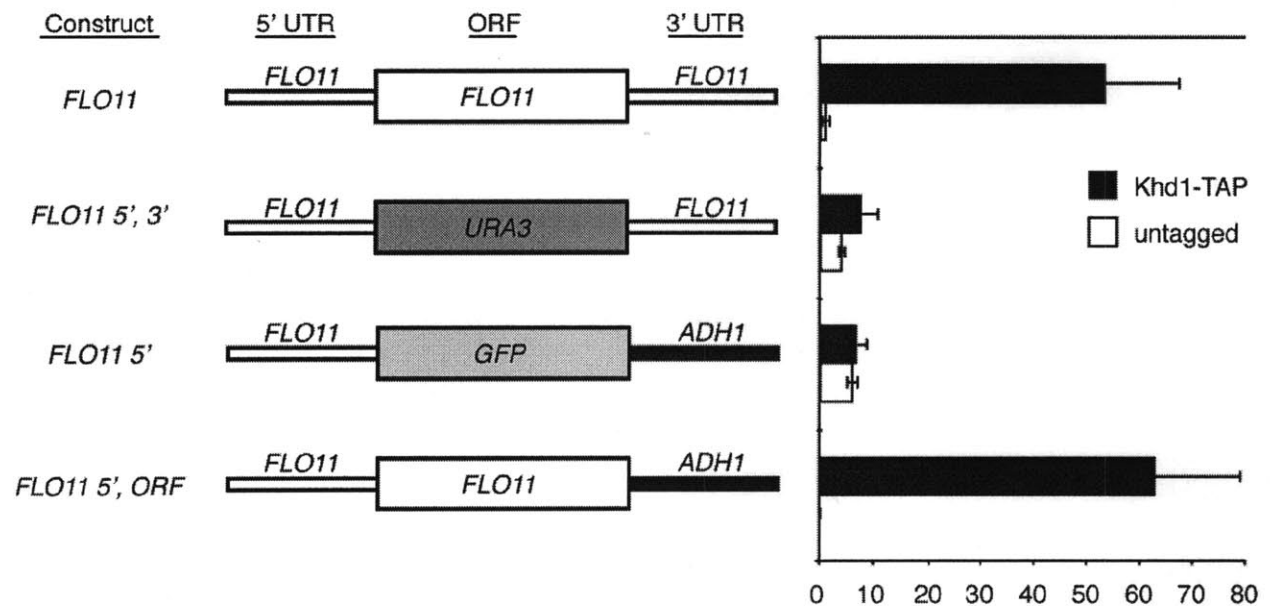 Construct 5' UTR ORF 3' UTR
FLO11 FLO11 FLO11 FLO11
FLO11 5', 3' FLO11 URA3 FLO11
FLO11 5' FLO11 GFP ADH1
FLO11 5', ORF FLO11 FLO11 ADH1
Khd1-TAP
untagged
0 10 20 30 40 50 60 70 80